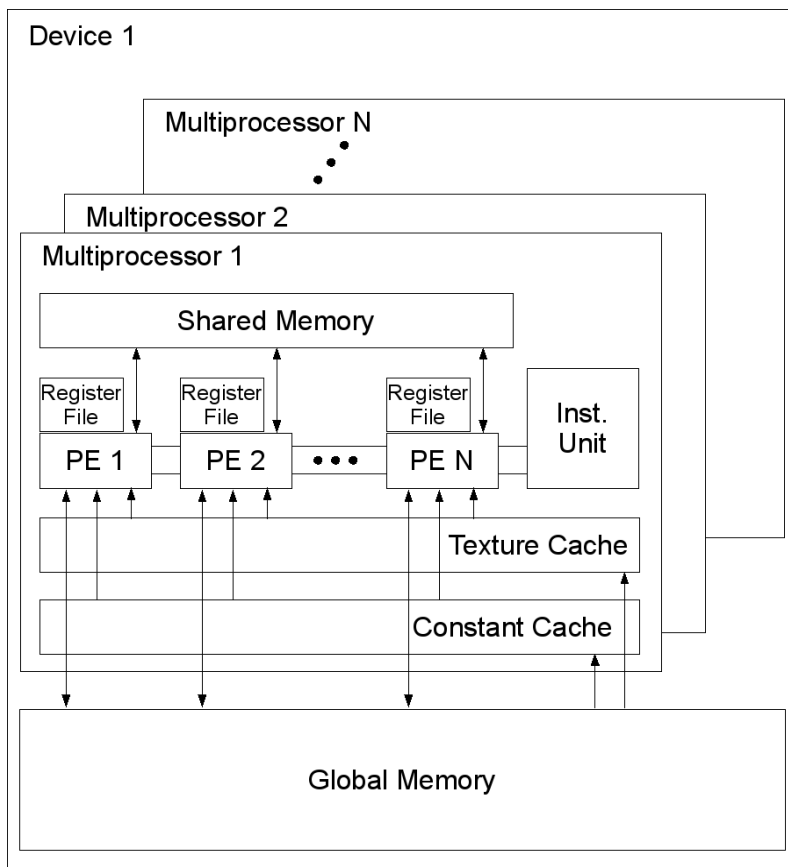 Device 1
Multiprocessor N
Multiprocessor 2
Multiprocessor 1
Shared Memory
Register
File
Register
File
Register
File
Inst.
Unit
PE 1
PE 2
PE N
Texture Cache
Constant Cache
Global Memory